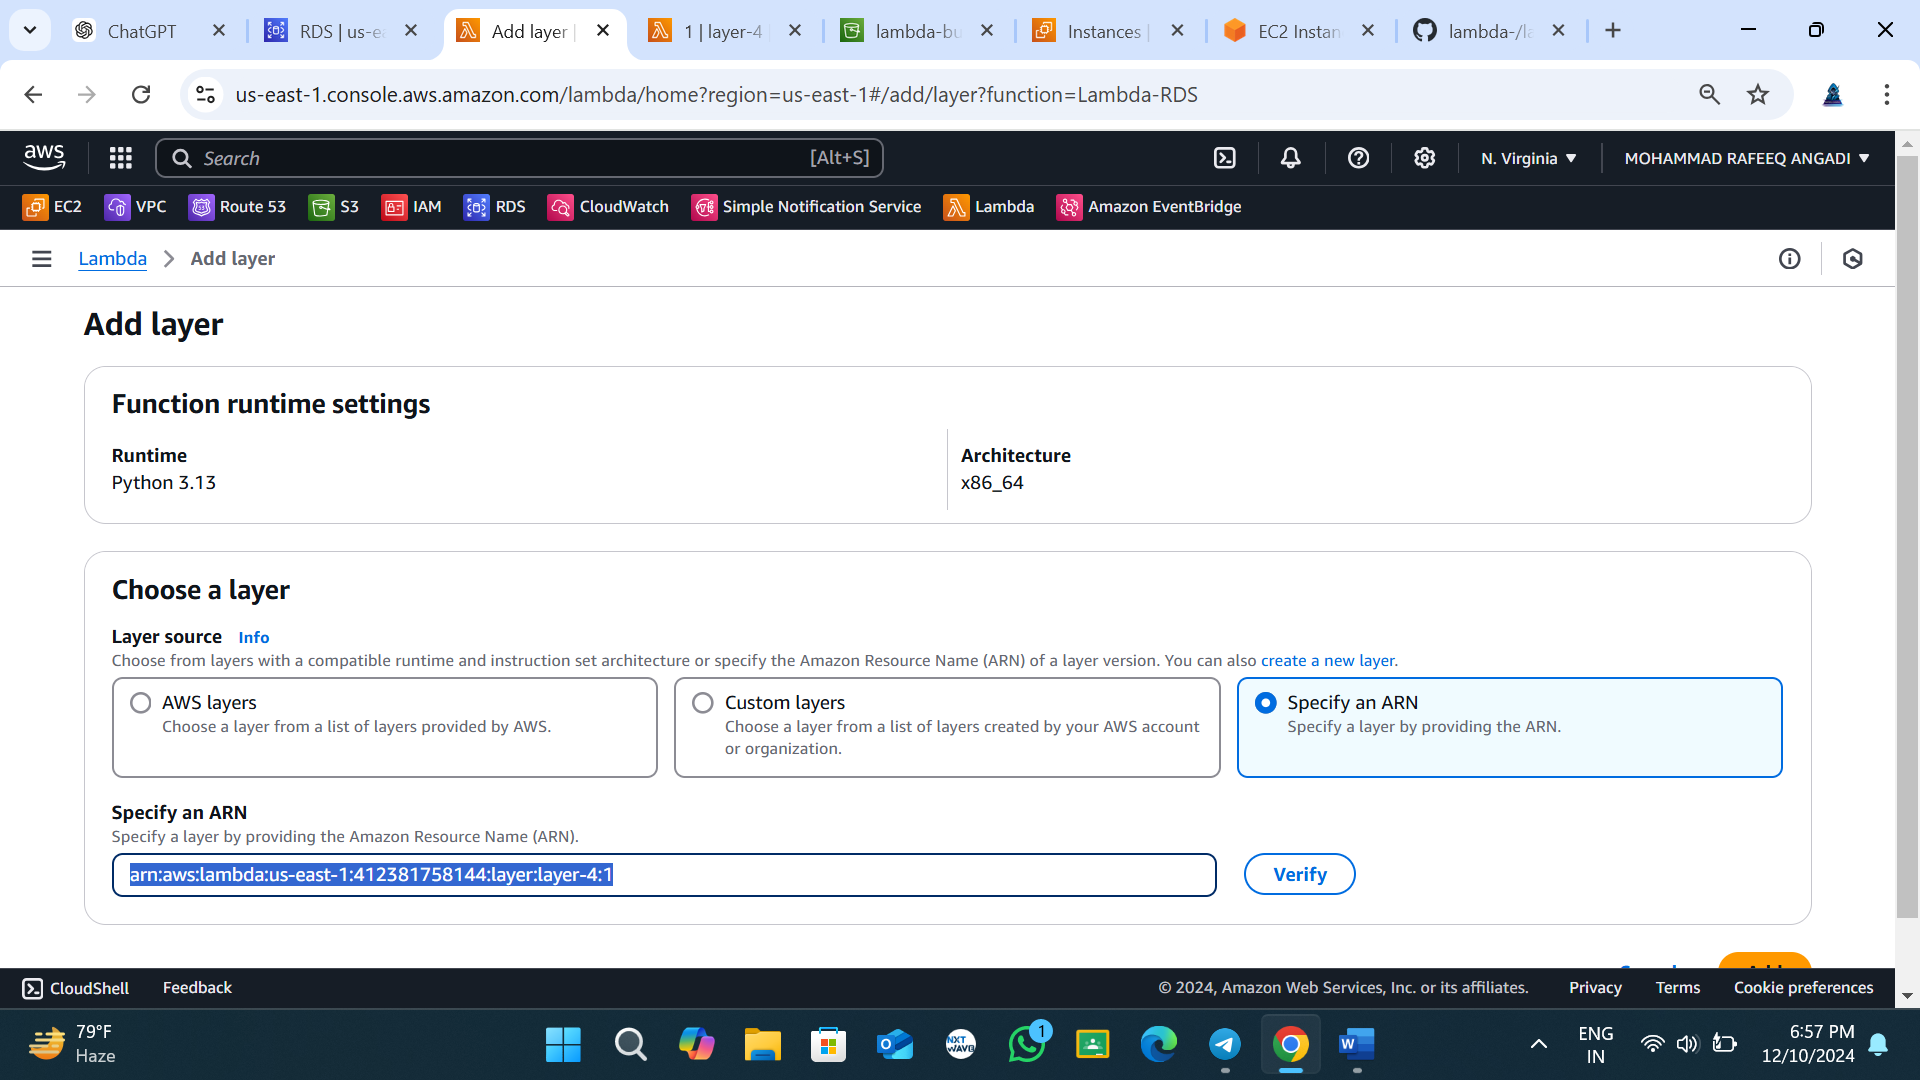 ChatGPT
RDS | us-ea
Add layer |
1 | layer-4
lambda-bu
Instances |
EC2 Instan
lambda-/la
us-east-1.console.aws.amazon.com/lambda/home?region=us-east-1#/add/layer?function=Lambda-RDS
aws
Search
[Alt+S]
N. Virginia
MOHAMMAD RAFEEQ ANGADI
EC2
VPC
Route 53
S3
IAM
RDS
CloudWatch
Simple Notification Service
Lambda
Amazon EventBridge
Lambda
Add layer
Add layer
Function runtime settings
Runtime
Python 3.13
Architecture
x86_64
Choose a layer
Layer source Info
Choose from layers with a compatible runtime and instruction set architecture or specify the Amazon Resource Name (ARN) of a layer version. You can also create a new layer.
AWS layers
Choose a layer from a list of layers provided by AWS.
Custom layers
Choose a layer from a list of layers created by your AWS account
or organization.
Specify an ARN
Specify a layer by providing the ARN.
Specify an ARN
Specify a layer by providing the Amazon Resource Name (ARN).
arn:aws:lambda:us-east-1:412381758144:layer:layer-4:1
Verify
CloudShell
Feedback
© 2024, Amazon Web Services, Inc. or its affiliates.
Privacy
Terms
Cookie preferences
79°F
Haze
NXT
WAVE
1
ENG
IN
6:57 PM
12/10/2024